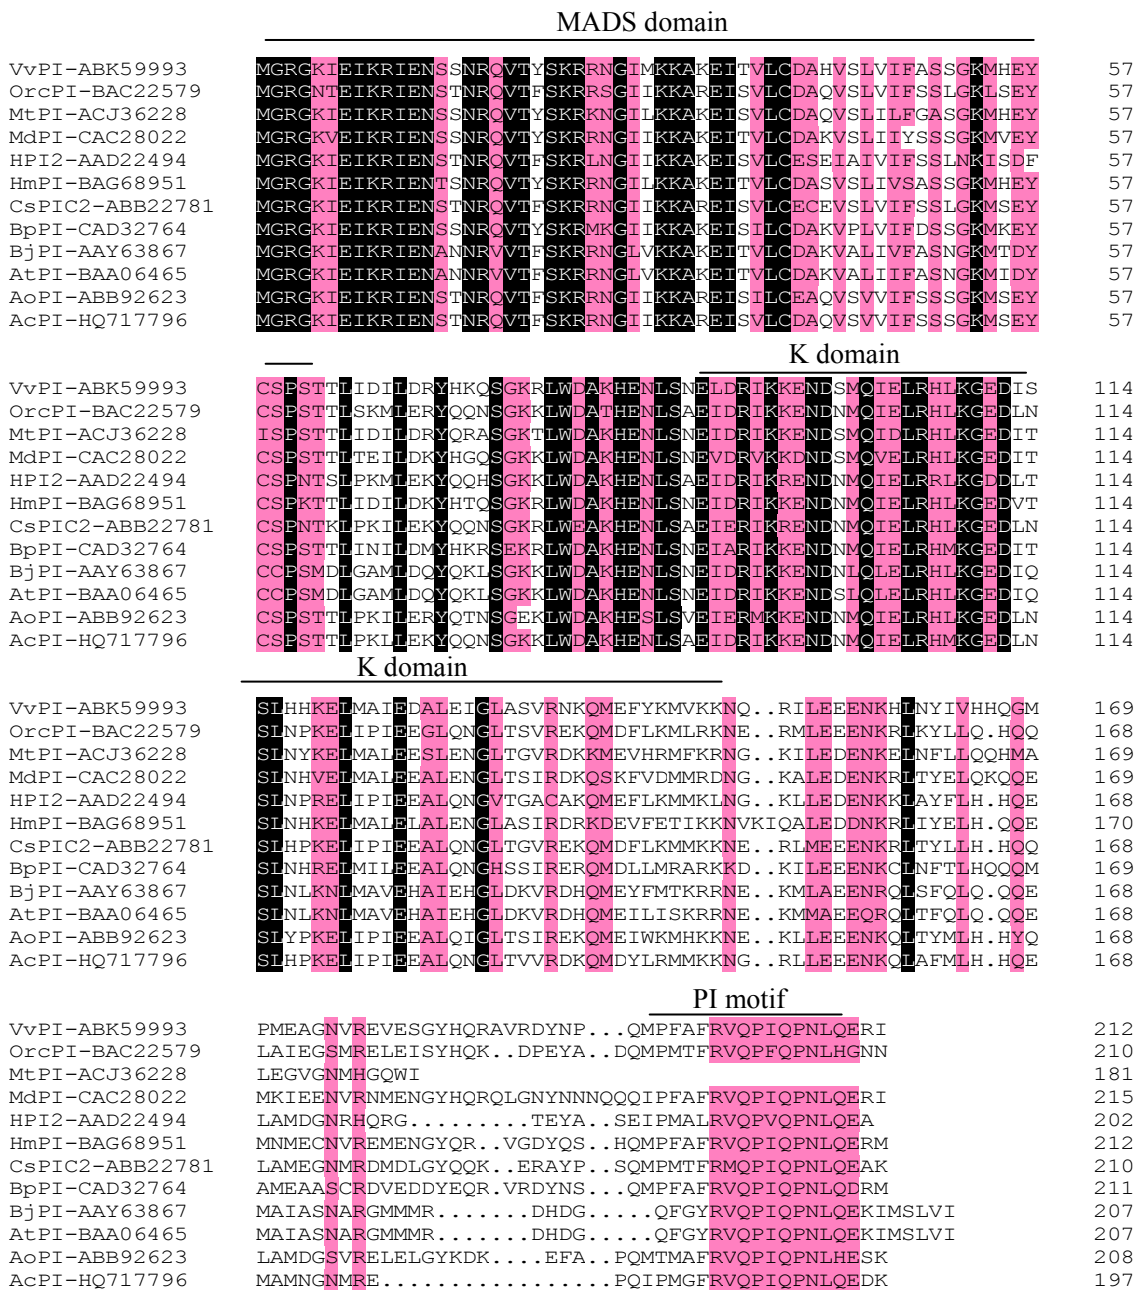 MADS domain
VvPI-ABK59993 MGRGKIEIKRIENSSNRQVTYSKRRNGIMKKAKEITVLCDAHVSLVIFASSGKMHEY 57
OrcPI-BAC22579 MGRGNTEIKRIENSTNRQVTFSKRRSGIIKKAREISVLCDAQVSLVIFSSLGKLSEY 57
MtPI-ACJ36228 MGRGKIEIKRIENSSNRQVTYSKRKNGILKKAKEISVLCDAQVSLILFGASGKMHEY 57
MdPI-CAC28022 MGRGKVEIKRIENSSNRQVTYSKRRNGIIKKAKEITVLCDAKVSLIIYSSSGKMVEY 57
HPI2-AAD22494 MGRGKIEIKRIENSTNRQVTFSKRLNGIIKKAKEISVLCESEIAIVIFSSLNKISDF 57
HmPI-BAG68951 MGRGKIEIKRIENTSNRQVTYSKRRNGILKKAKEITVLCDASVSLIVSASSGKMHEY 57
CsPIC2-ABB22781 MGRGKIEIKRIENSTNRQVTFSKRRNGIIKKAREISVLCECEVSLVIFSSLGKMSEY 57
BpPI-CAD32764 MGRGKIEIKRIENSSNRQVTYSKRMKGIIKKAKEISILCDAKVPLVIFDSSGKMKEY 57
BjPI-AAY63867 MGRGKIEIKRIENANNRVVTFSKRRNGLVKKAKEITVLCDAKVALIVFASNGKMTDY 57
AtPI-BAA06465 MGRGKIEIKRIENANNRVVTFSKRRNGLVKKAKEITVLCDAKVALIIFASNGKMIDY 57
AoPI-ABB92623 MGRGKIEIKRIENSTNRQVTFSKRRNGIIKKAREISILCEAQVSVVIFSSSGKMSEY 57
AcPI-HQ717796 MGRGKIEIKRIENSTNRQVTFSKRRNGIIKKAREISVLCDAQVSVVIFSSSGKMSEY 57
K domain
VvPI-ABK59993 CSPSTTLIDILDRYHKQSGKRLWDAKHENLSNELDRIKKENDSMQIELRHLKGEDIS 114
OrcPI-BAC22579 CSPSTTLSKMLERYQQNSGKKLWDATHENLSAEIDRIKKENDNMQIELRHLKGEDLN 114
MtPI-ACJ36228 ISPSTTLIDILDRYQRASGKTLWDAKHENLSNEIDRIKKENDSMQIDLRHLKGEDIT 114
MdPI-CAC28022 CSPSTTLTEILDKYHGQSGKKLWDAKHENLSNEVDRVKKDNDSMQVELRHLKGEDIT 114
HPI2-AAD22494 CSPNTSLPKMLEKYQQHSGKKLWDAKHENLSAEIDRIKKENDNMQIELRRLKGDDLT 114
HmPI-BAG68951 CSPKTTLIDILDKYHTQSGKRLWDAKHENLSNEIDRIKRENDSMQIELRHLKGEDVT 114
CsPIC2-ABB22781 CSPNTKLPKILEKYQQNSGKRLWEAKHENLSAEIERIKRENDNMQIELRHLKGEDLN 114
BpPI-CAD32764 CSPSTTLINILDMYHKRSEKRLWDAKHENLSNEIARIKKENDNMQIELRHMKGEDIT 114
BjPI-AAY63867 CCPSMDLGAMLDQYQKLSGKKLWDAKHENLSNEIDRIKKENDNLQLELRHLKGEDIQ 114
AtPI-BAA06465 CCPSMDLGAMLDQYQKLSGKKLWDAKHENLSNEIDRIKKENDSLQLELRHLKGEDIQ 114
AoPI-ABB92623 CSPSTTLPKILERYQTNSGEKLWDAKHESLSVEIERMKKENDNMQIELRHLKGEDLN 114
AcPI-HQ717796 CSPSTTLPKLLEKYQQNSGKKLWDAKHENLSAEIDRIKKENDNMQIELRHMKGEDLN 114
K domain
VvPI-ABK59993 SLHHKELMAIEDALEIGLASVRNKQMEFYKMVKKNQ..RILEEENKHLNYIVHHQGM 169
OrcPI-BAC22579 SLNPKELIPIEEGLQNGLTSVREKQMDFLKMLRKNE..RMLEEENKRLKYLLQ.HQQ 168
MtPI-ACJ36228 SLNYKELMALEESLENGLTGVRDKKMEVHRMFKRNG..KILEDENKELNFLLQQHMA 169
MdPI-CAC28022 SLNHVELMALEEALENGLTSIRDKQSKFVDMMRDNG..KALEDENKRLTYELQKQQE 169
HPI2-AAD22494 SLNPRELIPIEEALQNGVTGACAKQMEFLKMMKLNG..KLLEDENKKLAYFLH.HQE 168
HmPI-BAG68951 SLNHKELMALELALENGLASIRDRKDEVFETIKKNVKIQALEDDNKRLIYELH.QQE 170
CsPIC2-ABB22781 SLHPKELIPIEEALQNGLTGVREKQMDFLKMMKKNE..RLMEEENKRLTYLLH.HQQ 168
BpPI-CAD32764 SLNHRELMILEEALQNGHSSIRERQMDLLMRARKKD..KILEEENKCLNFTLHQQQM 169
BjPI-AAY63867 SLNLKNLMAVEHAIEHGLDKVRDHQMEYFMTKRRNE..KMLAEENRQLSFQLQ.QQE 168
AtPI-BAA06465 SLNLKNLMAVEHAIEHGLDKVRDHQMEILISKRRNE..KMMAEEQRQLTFQLQ.QQE 168
AoPI-ABB92623 SLYPKELIPIEEALQIGLTSIREKQMEIWKMHKKNE..KLLEEENKQLTYMLH.HYQ 168
AcPI-HQ717796 SLHPKELIPIEEALQNGLTVVRDKQMDYLRMMKKNG..RLLEEENKQLAFMLH.HQE 168
PI motif
VvPI-ABK59993 PMEAGNVREVESGYHQRAVRDYNP...QMPFAFRVQPIQPNLQERI 212
OrcPI-BAC22579 LAIEGSMRELEISYHQK..DPEYA..DQMPMTFRVQPFQPNLHGNN 210
MtPI-ACJ36228 LEGVGNMHGQWI 181
MdPI-CAC28022 MKIEENVRNMENGYHQRQLGNYNNNQQQIPFAFRVQPIQPNLQERI 215
HPI2-AAD22494 LAMDGNRHQRG.........TEYA..SEIPMALRVQPVQPNLQEA 202
HmPI-BAG68951 MNMECNVREMENGYQR..VGDYQS..HQMPFAFRVQPIQPNLQERM 212
CsPIC2-ABB22781 LAMEGNMRDMDLGYQQK..ERAYP..SQMPMTFRMQPIQPNLQEAK 210
BpPI-CAD32764 AMEAASCRDVEDDYEQR.VRDYNS...QMPFAFRVQPIQPNLQDRM 211
BjPI-AAY63867 MAIASNARGMMMR.......DHDG.....QFGYRVQPIQPNLQEKIMSLVI 207
AtPI-BAA06465 MAIASNARGMMMR.......DHDG.....QFGYRVQPIQPNLQEKIMSLVI 207
AoPI-ABB92623 LAMDGSVRELELGYKDK....EFA..PQMTMAFRVQPIQPNLHESK 208
AcPI-HQ717796 MAMNGNMRE.................PQIPMGFRVQPIQPNLQEDK 197